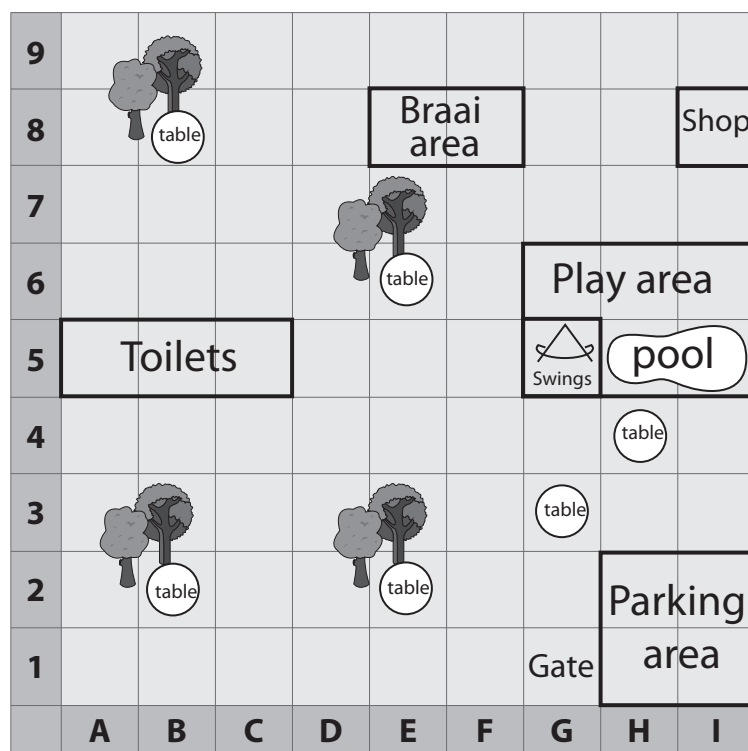 9
8
table
Braai
area
Shop
7
6
table
Play area
5
Toilets
Swings
pool
4
table
3
table
2
table
table
Parking
area
1
Gate
A B C D E F G H I